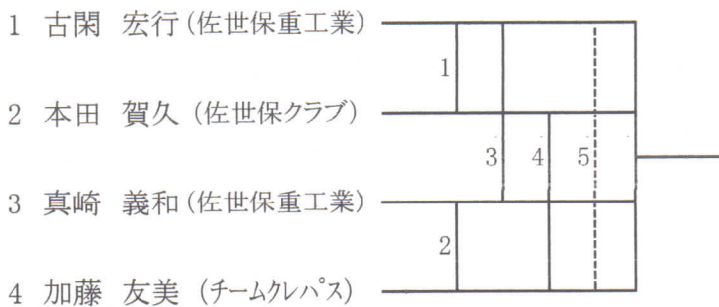 1 古閑 宏行(佐世保重工業)
1
2 本田 賀久 (佐世保クラブ)
3 4 5
3 真崎 義和(佐世保重工業)
2
4 加藤 友美 (チームクレパス)